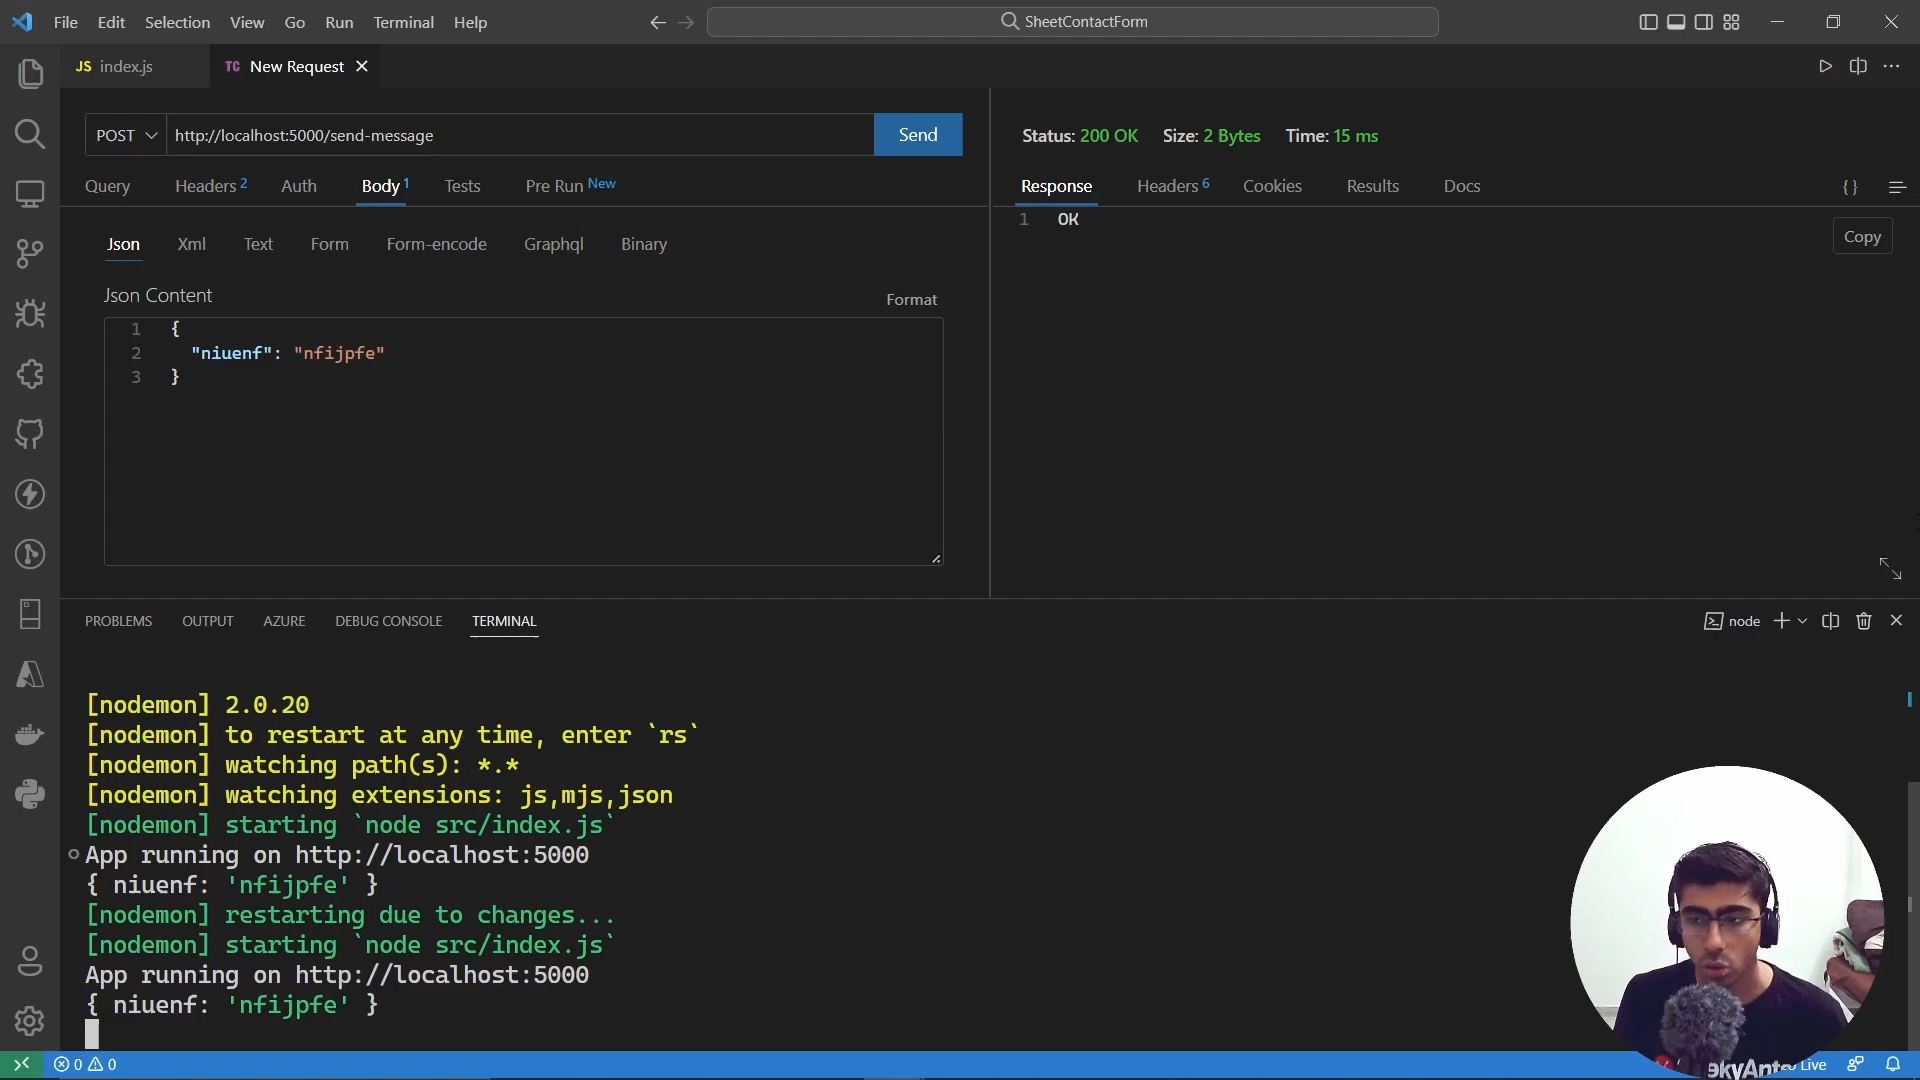 File Edit Selection View Go Run Terminal Help
SheetContactForm
JS index.js
TC New Request
POST http://localhost:5000/send-message Send
Query Headers 2 Auth Body 1 Tests Pre Run New
Json Xml Text Form Form-encode Graphql Binary
Json Content
Format
1 {
2 "niuenf": "nfijpfe"
3 }
Status: 200 OK Size: 2 Bytes Time: 15 ms
Response Headers 6 Cookies Results Docs {}
1 OK
Copy
PROBLEMS OUTPUT AZURE DEBUG CONSOLE TERMINAL
node
[nodemon] 2.0.20
[nodemon] to restart at any time, enter `rs`
[nodemon] watching path(s): *.*
[nodemon] watching extensions: js,mjs,json
[nodemon] starting `node src/index.js`
App running on http://localhost:5000
{ niuenf: 'nfijpfe' }
[nodemon] restarting due to changes...
[nodemon] starting `node src/index.js`
App running on http://localhost:5000
{ niuenf: 'nfijpfe' }
0 0
Live